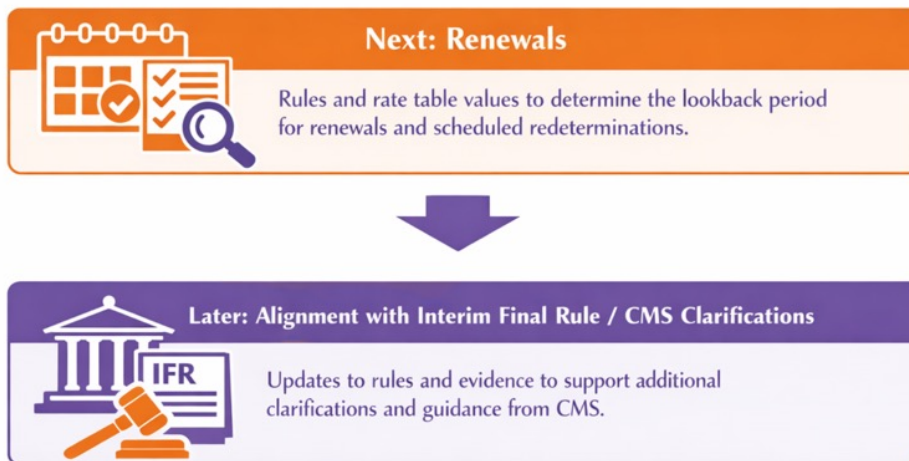 Next: Renewals
Rules and rate table values to determine the lookback period
for renewals and scheduled redeterminations.
Later: Alignment with Interim Final Rule / CMS Clarifications
IFR
Updates to rules and evidence to support additional
clarifications and guidance from CMS.